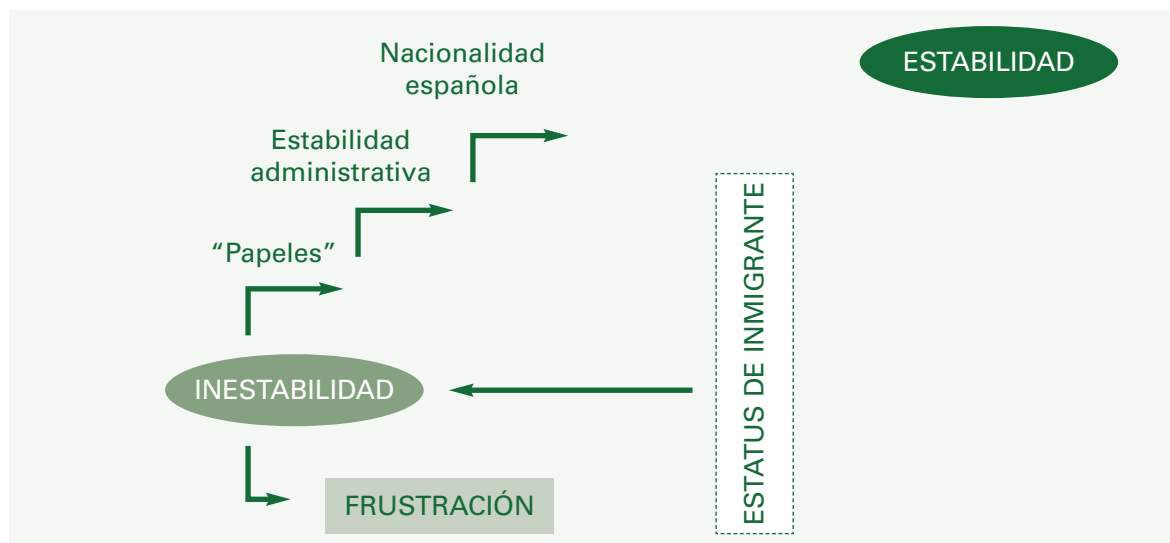 Nacionalidad
española
ESTABILIDAD
Estabilidad
administrativa
“Papeles”
INESTABILIDAD
ESTATUS DE INMIGRANTE
FRUSTRACIÓN